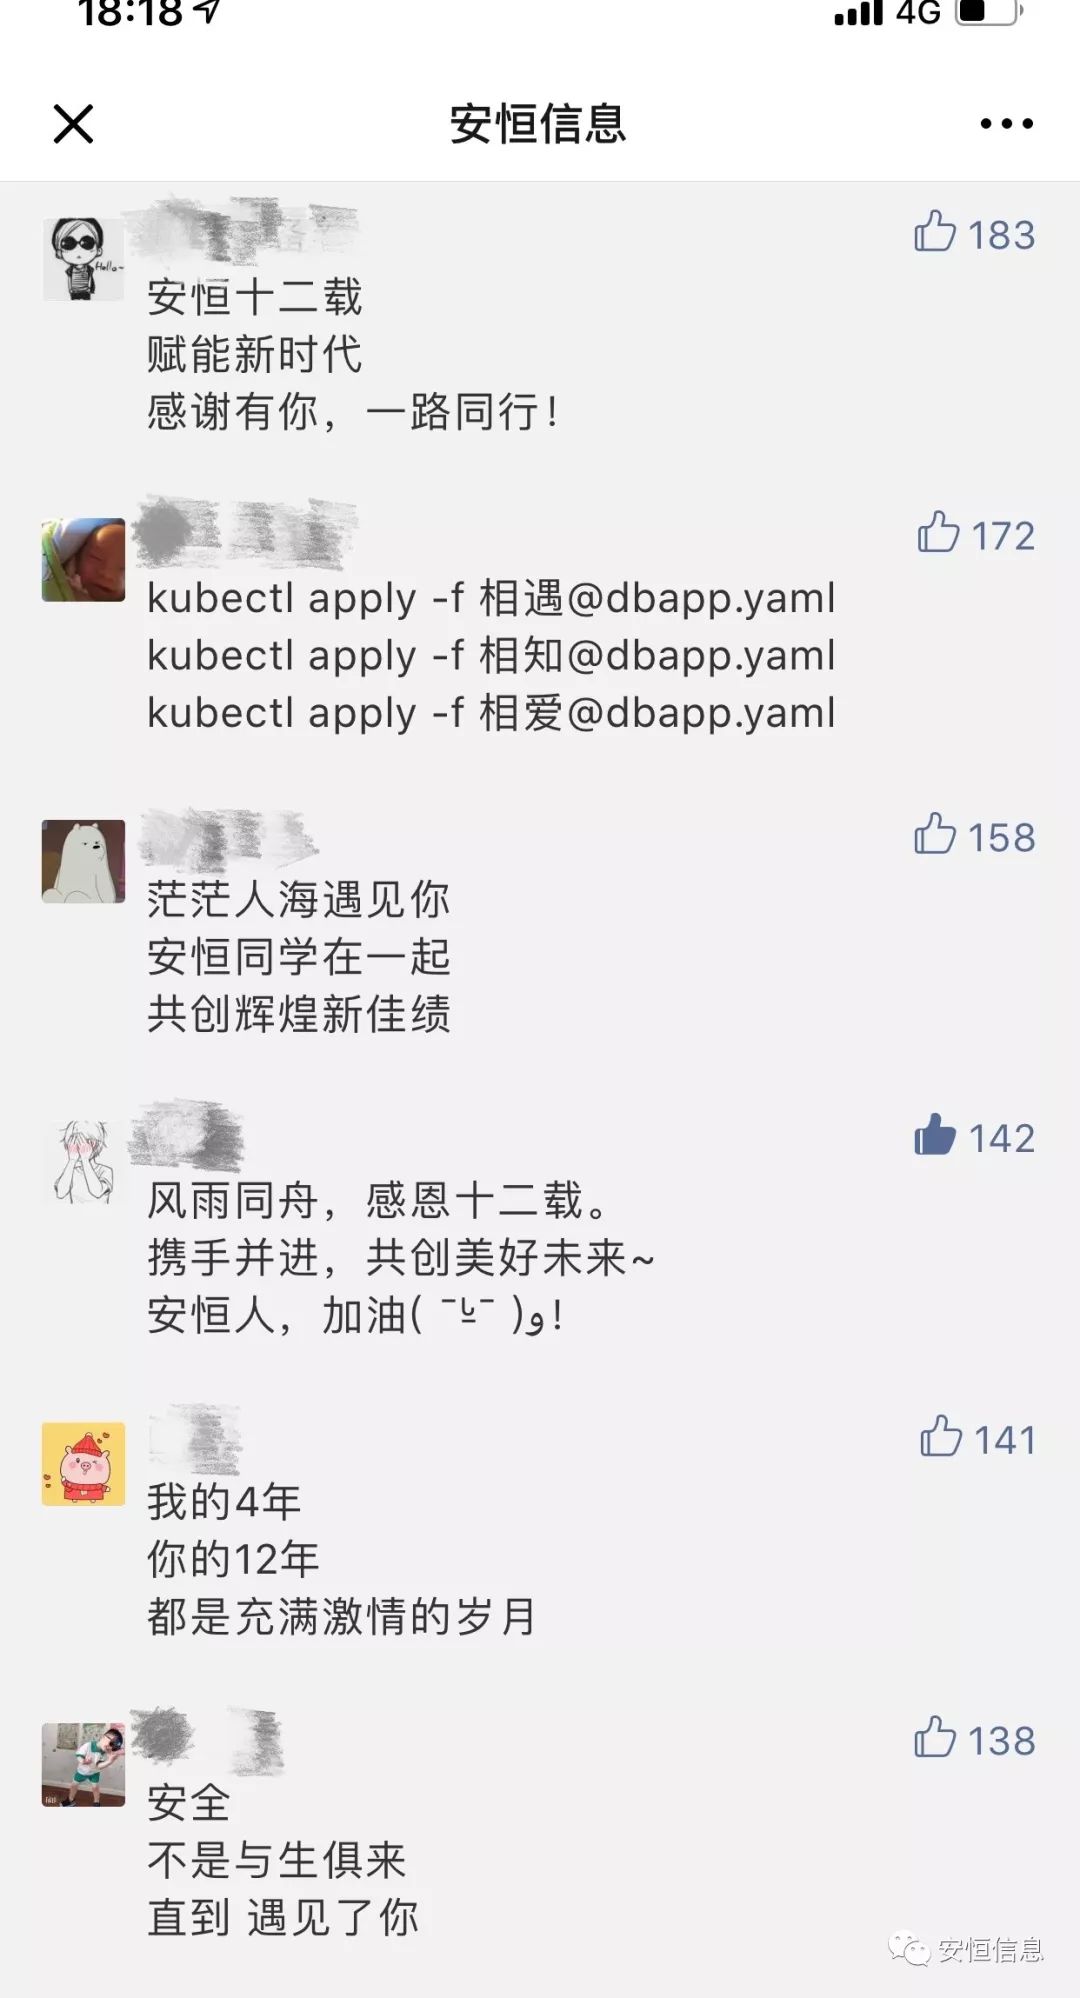 18:18
4G
安恒信息
Hello~
183
安恒十二载
赋能新时代
感谢有你，一路同行！
172
kubectl apply -f 相遇@dbapp.yaml
kubectl apply -f 相知@dbapp.yaml
kubectl apply -f 相爱@dbapp.yaml
158
茫茫人海遇见你
安恒同学在一起
共创辉煌新佳绩
142
风雨同舟，感恩十二载。
携手并进，共创美好未来~
安恒人，加油( ¯ᵕ̱¯ )و！
141
我的4年
你的12年
都是充满激情的岁月
138
安全
不是与生俱来
直到 遇见了你
安恒信息